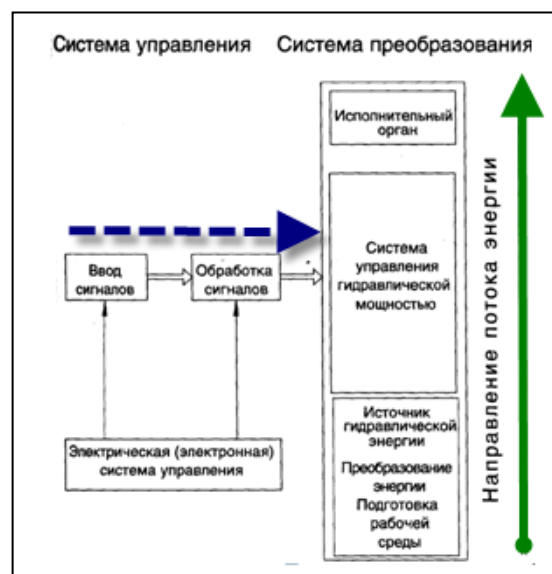 Система управления
Система преобразования
Исполнительный
орган
Система
управления
гидравлической
мощностью
Ввод
сигналов
Обработка
сигналов
Электрическая (электронная)
система управления
Источник
гидравлической
энергии
Преобразование
энергии
Подготовка
рабочей
среды
Направление потока энергии